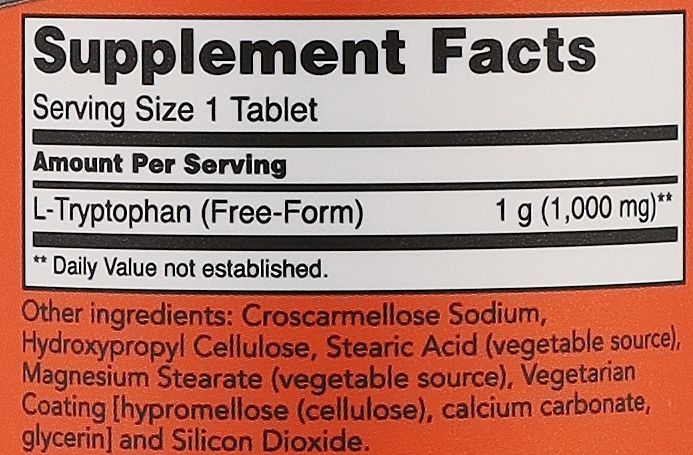 Supplement Facts
Serving Size 1 Tablet
Amount Per Serving
L-Tryptophan (Free-Form) 1 g (1,000 mg)**
** Daily Value not established.
Other ingredients: Croscarmellose Sodium,
Hydroxypropyl Cellulose, Stearic Acid (vegetable source),
Magnesium Stearate (vegetable source), Vegetarian
Coating [hypromellose (cellulose), calcium carbonate,
glycerin] and Silicon Dioxide.